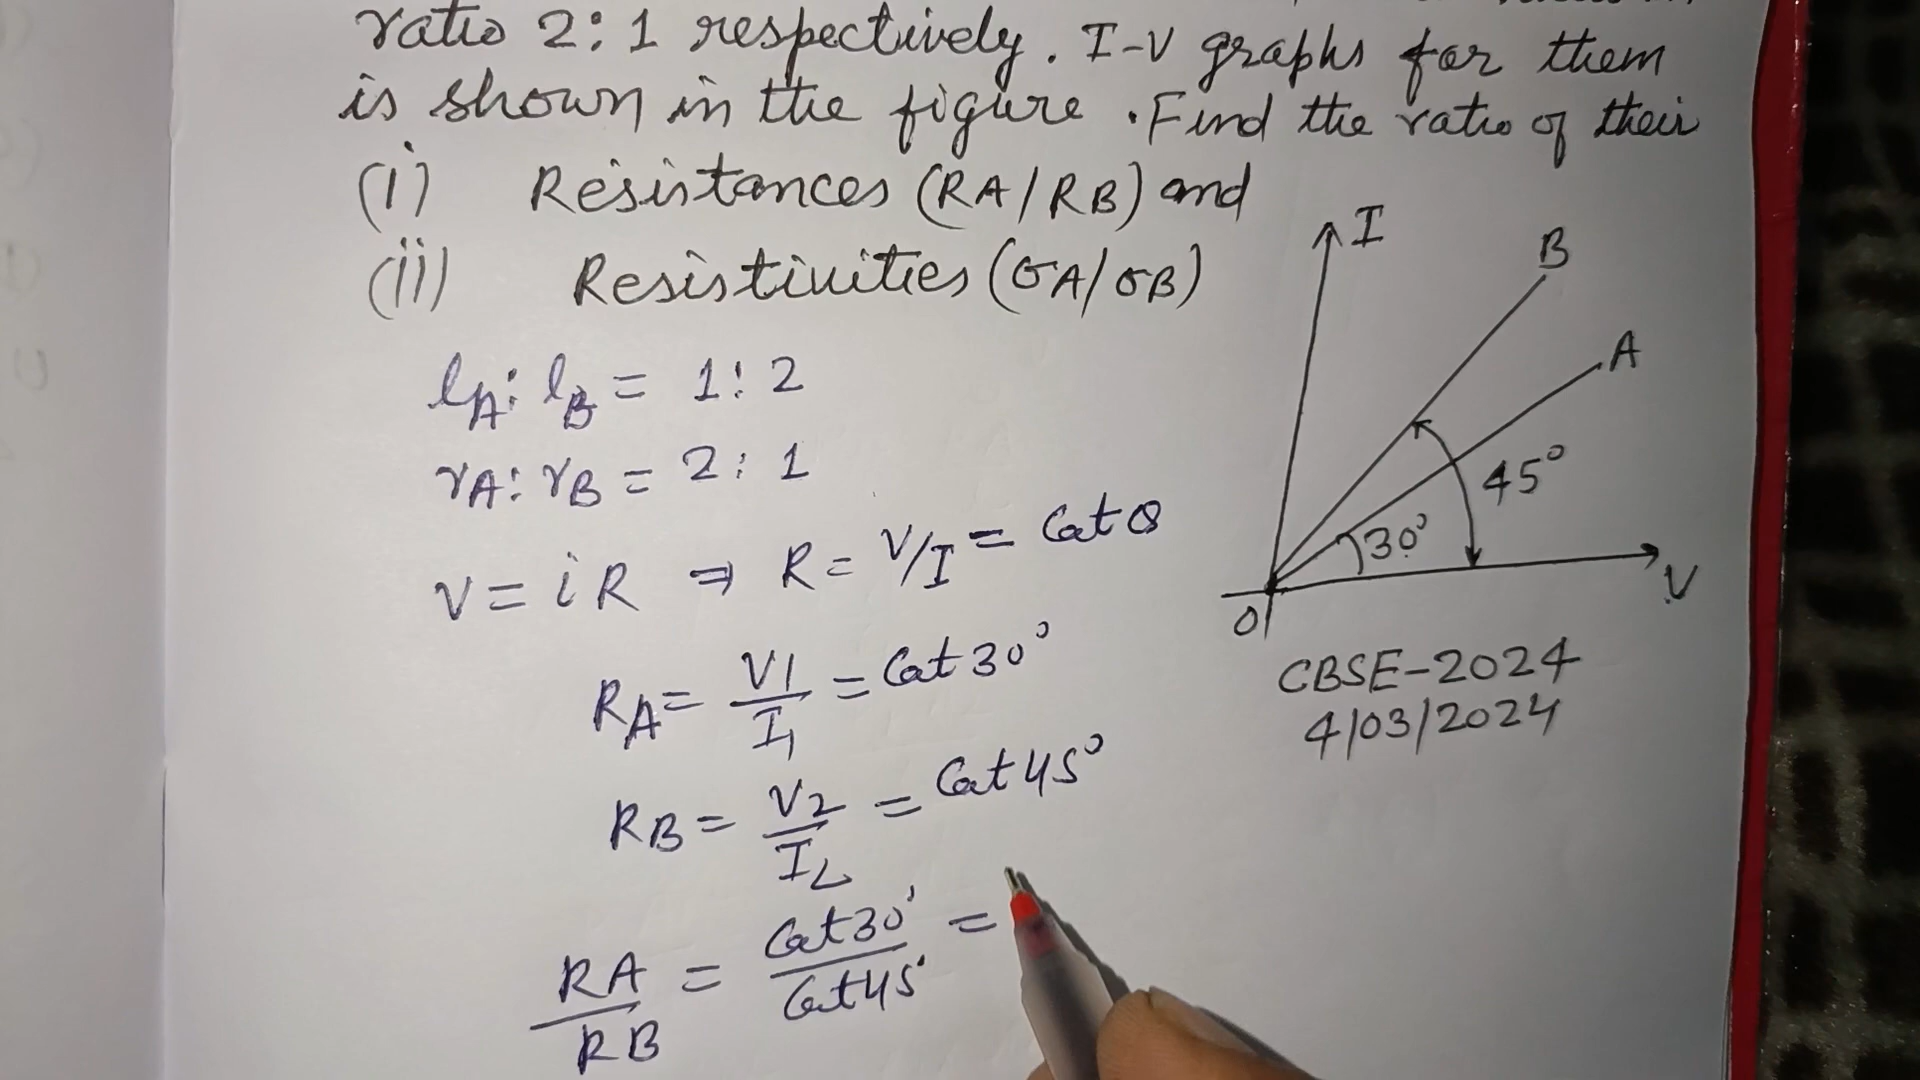 ratio 2:1 respectively. I-V graphs for them
is shown in the figure. Find the ratio of their
(i) Resistances (RA/RB) and
(ii) Resistivities (σA/σB)
lA: lB = 1:2
rA: rB = 2:1
V = iR ⇒ R = V/I = Cot θ
RA = V1/I1 = Cot 30°
RB = V2/I2 = Cot 45°
RA/RB = Cot 30°/Cot 45° =
I
B
A
45°
30°
V
O
CBSE-2024
4/03/2024